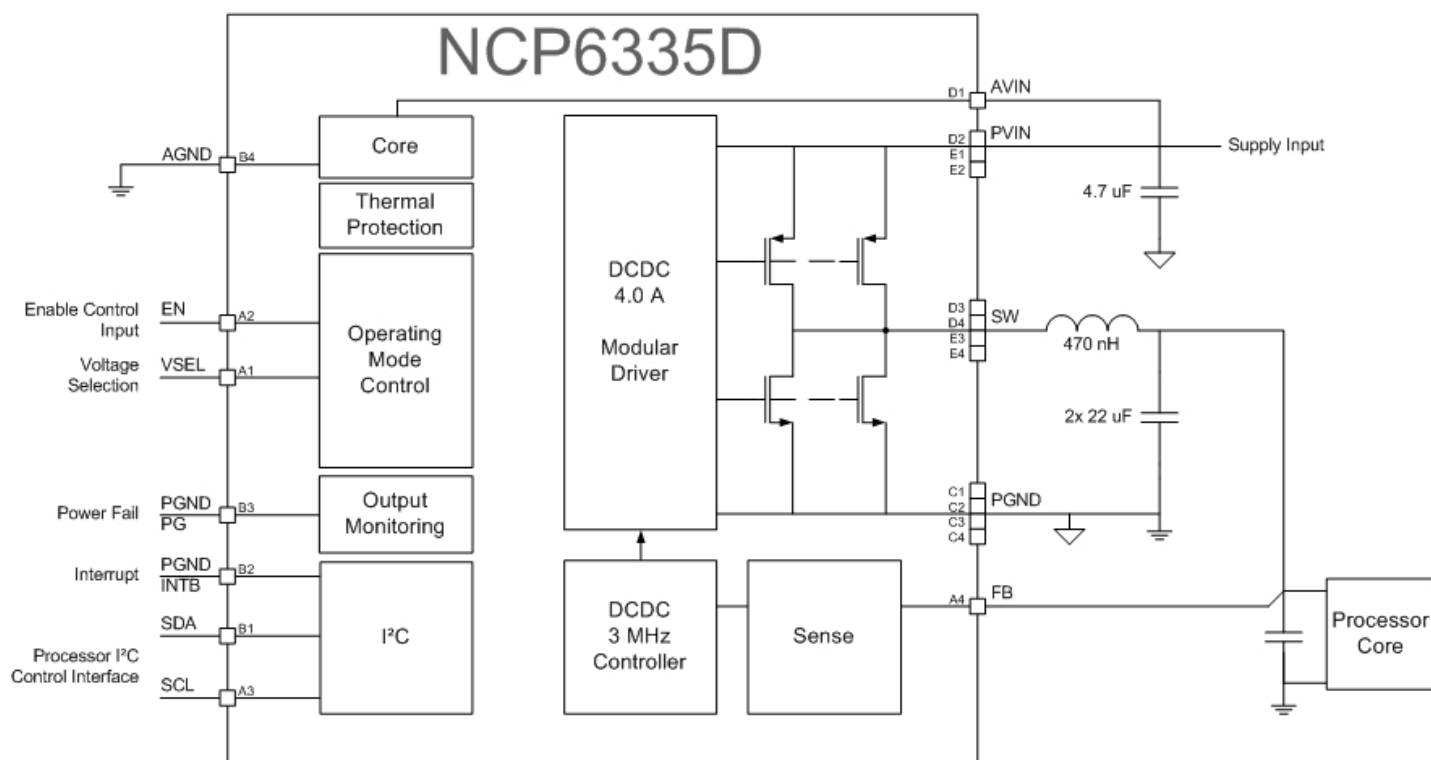 NCP6335D
D1
AVIN
Core
AGND
B4
D2
PVIN
E1
E2
Supply Input
4.7 uF
Thermal
Protection
DCDC
4.0 A
Modular
Driver
Enable Control
Input
EN
A2
Operating
Mode
Control
Voltage
Selection
VSEL
A1
D3
D4
E3
E4
SW
470 nH
2x 22 uF
Power Fail
PGND
PG
B3
Output
Monitoring
C1
C2
C3
C4
PGND
Interrupt
PGND
INTB
B2
I²C
SDA
B1
Processor I²C
Control Interface
SCL
A3
DCDC
3 MHz
Controller
Sense
A4
FB
Processor
Core